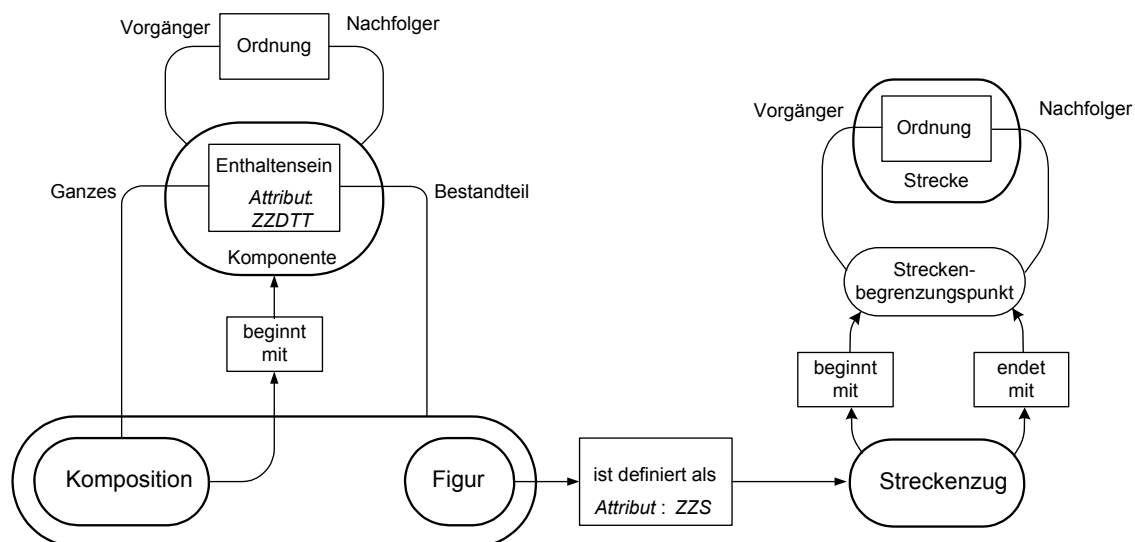 Vorgänger
Nachfolger
Ordnung
Enthaltensein
Attribut:
ZZDTT
Ganzes
Bestandteil
Komponente
beginnt
mit
Komposition
Figur
ist definiert als
Attribut : ZZS
Vorgänger
Nachfolger
Ordnung
Strecke
Strecken-
begrenzungspunkt
beginnt
mit
endet
mit
Streckenzug